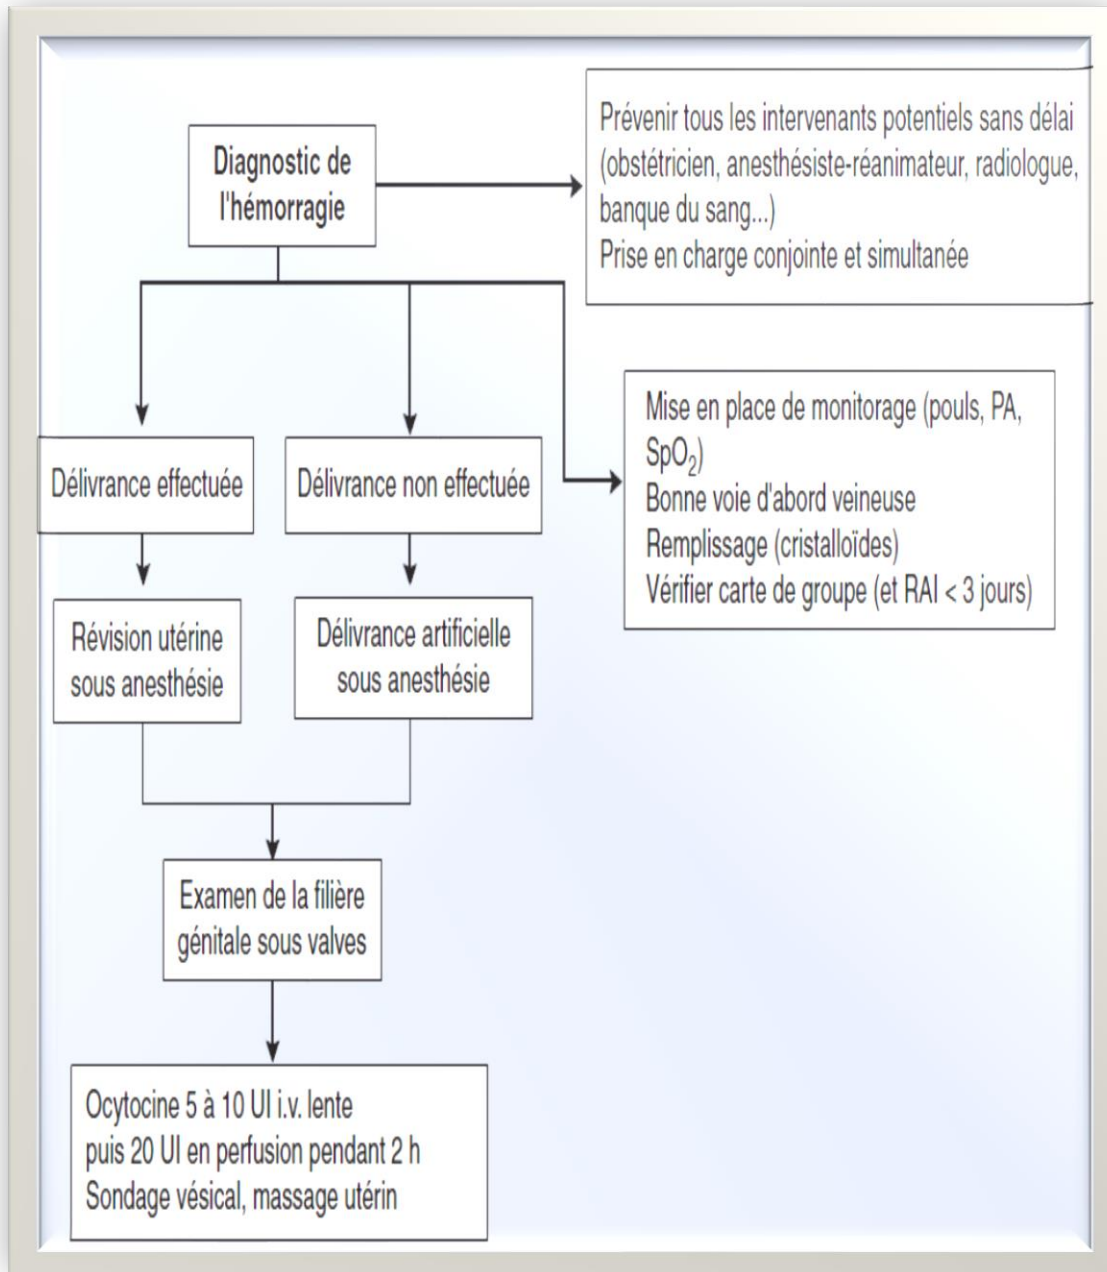 Diagnostic de
l'hémorragie
Prévenir tous les intervenants potentiels sans délai
(obstétricien, anesthésiste-réanimateur, radiologue,
banque du sang...)
Prise en charge conjointe et simultanée
Mise en place de monitorage (pouls, PA,
SpO₂)
Bonne voie d'abord veineuse
Remplissage (cristalloïdes)
Vérifier carte de groupe (et RAI < 3 jours)
Délivrance effectuée
Délivrance non effectuée
Révision utérine
sous anesthésie
Délivrance artificielle
sous anesthésie
Examen de la filière
génitale sous valves
Ocytocine 5 à 10 UI i.v. lente
puis 20 UI en perfusion pendant 2 h
Sondage vésical, massage utérin